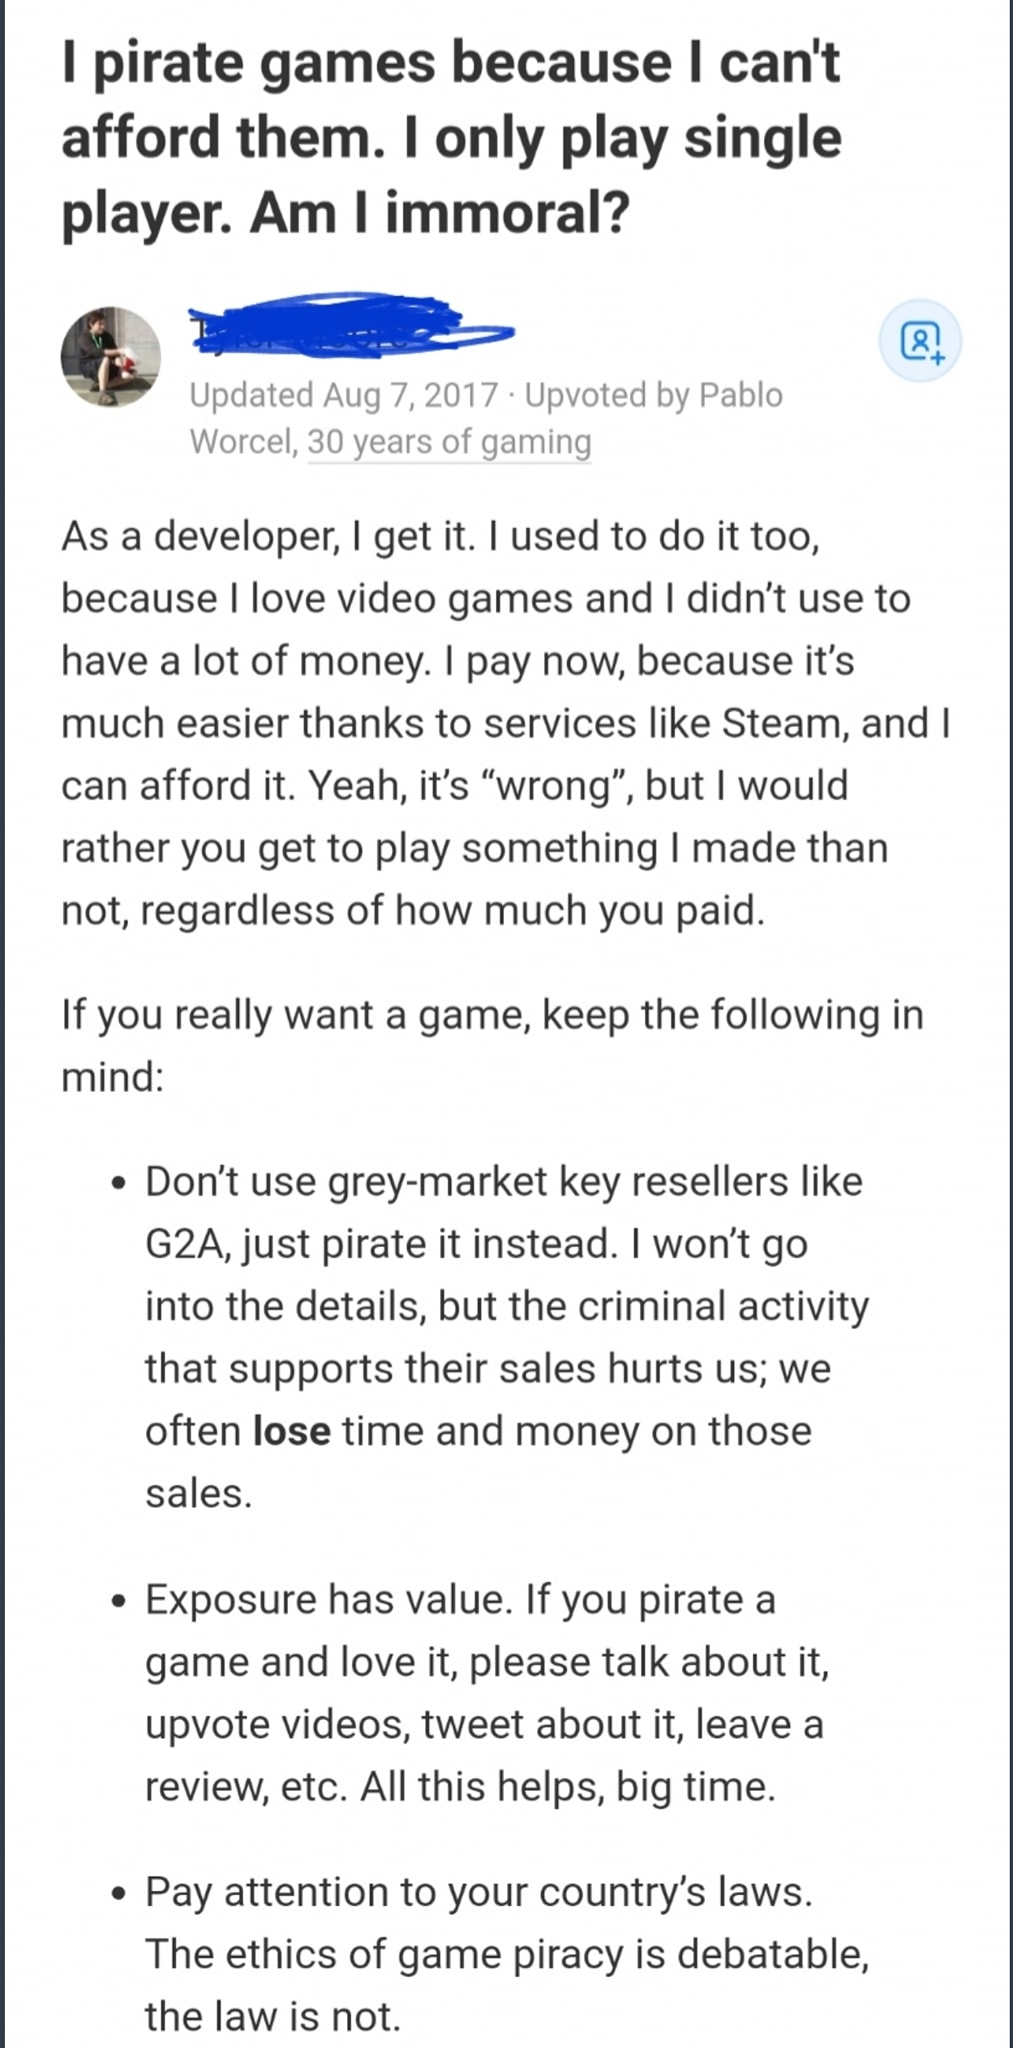 I pirate games because I can't
afford them. I only play single
player. Am I immoral?
Updated Aug 7, 2017 · Upvoted by Pablo
Worcel, 30 years of gaming
As a developer, I get it. I used to do it too,
because I love video games and I didn’t use to
have a lot of money. I pay now, because it’s
much easier thanks to services like Steam, and I
can afford it. Yeah, it’s “wrong”, but I would
rather you get to play something I made than
not, regardless of how much you paid.
If you really want a game, keep the following in
mind:
• Don’t use grey-market key resellers like
G2A, just pirate it instead. I won’t go
into the details, but the criminal activity
that supports their sales hurts us; we
often lose time and money on those
sales.
• Exposure has value. If you pirate a
game and love it, please talk about it,
upvote videos, tweet about it, leave a
review, etc. All this helps, big time.
• Pay attention to your country’s laws.
The ethics of game piracy is debatable,
the law is not.